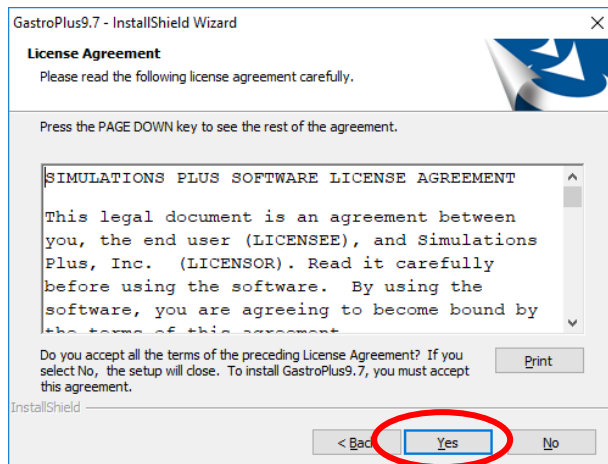 GastroPlus9.7 - InstallShield Wizard
License Agreement
Please read the following license agreement carefully.
Press the PAGE DOWN key to see the rest of the agreement.
SIMULATIONS PLUS SOFTWARE LICENSE AGREEMENT
This legal document is an agreement between
you, the end user (LICENSEE), and Simulations
Plus, Inc.  (LICENSOR). Read it carefully
before using the software.  By using the
software, you are agreeing to become bound by
the terms of this agreement
Do you accept all the terms of the preceding License Agreement?  If you
select No,  the setup will close.  To install GastroPlus9.7, you must accept
this agreement.
Print
InstallShield
< Back
Yes
No